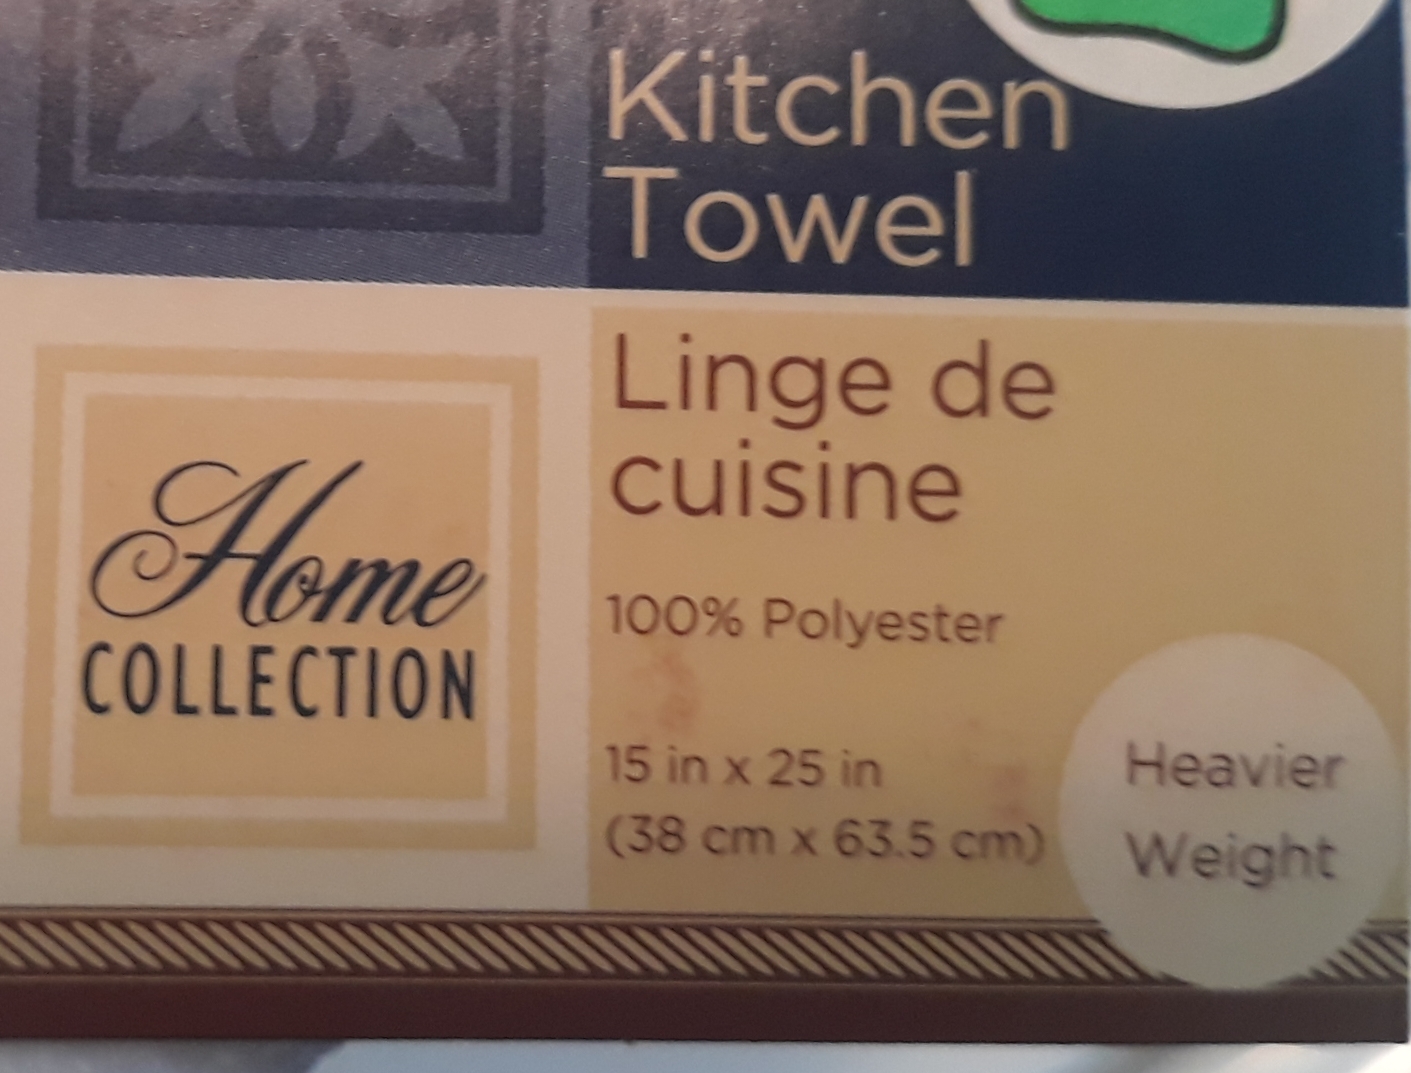 Kitchen
Towel
Linge de
cuisine
Home
COLLECTION
100% Polyester
15 in x 25 in
(38 cm x 63.5 cm)
Heavier
Weight